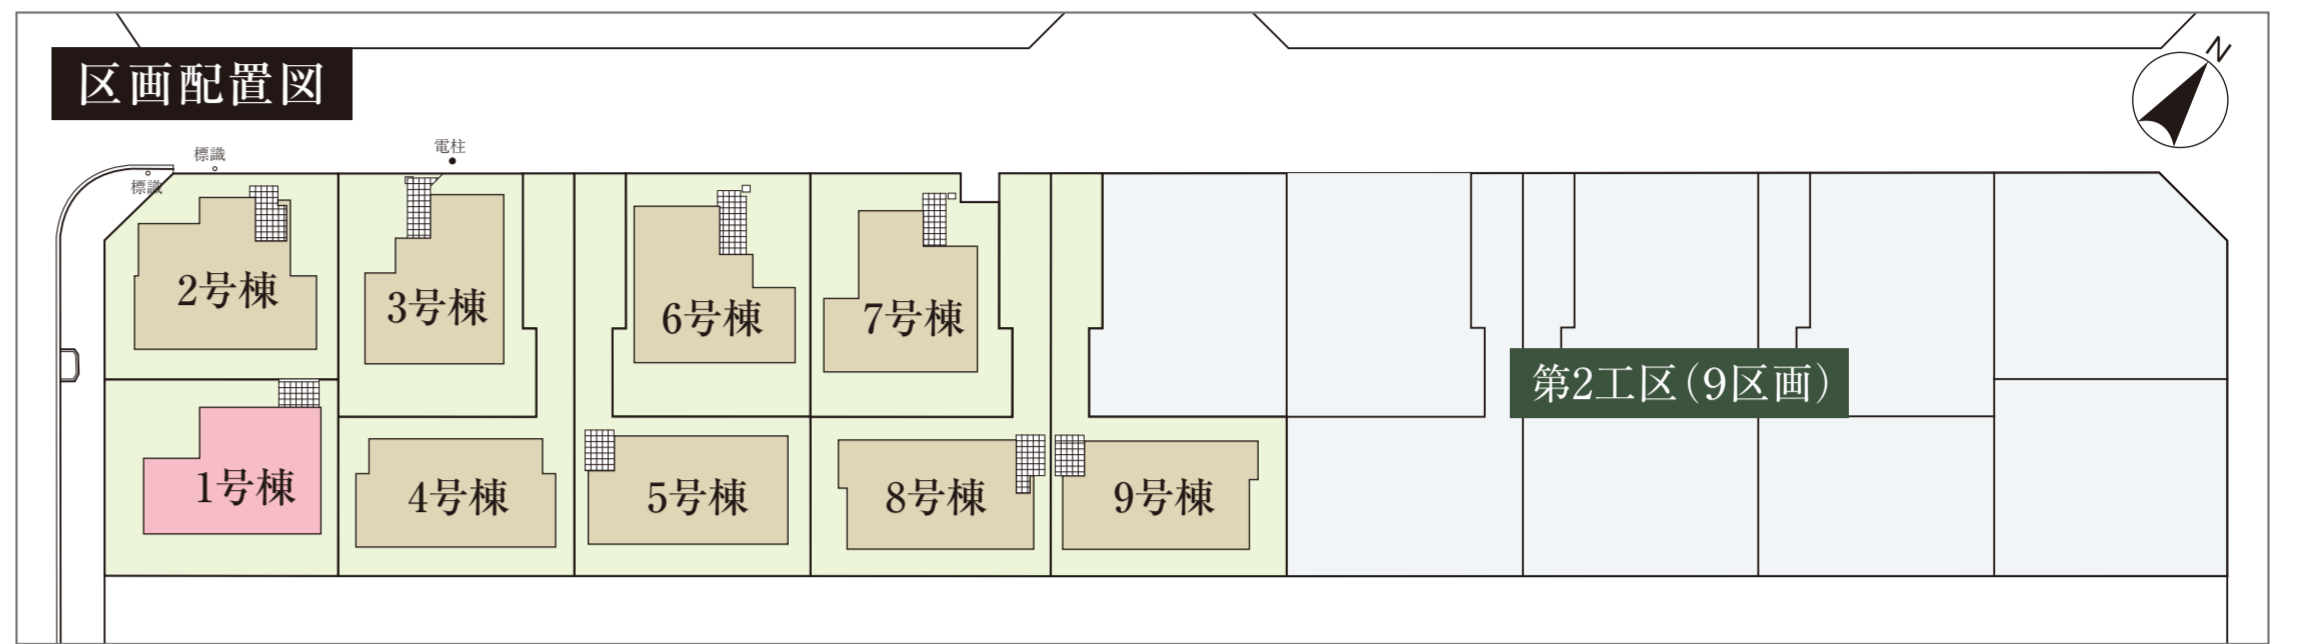 区画配置図
N
電柱
標識
標識
2号棟
3号棟
6号棟
7号棟
第2工区(9区画)
1号棟
4号棟
5号棟
8号棟
9号棟